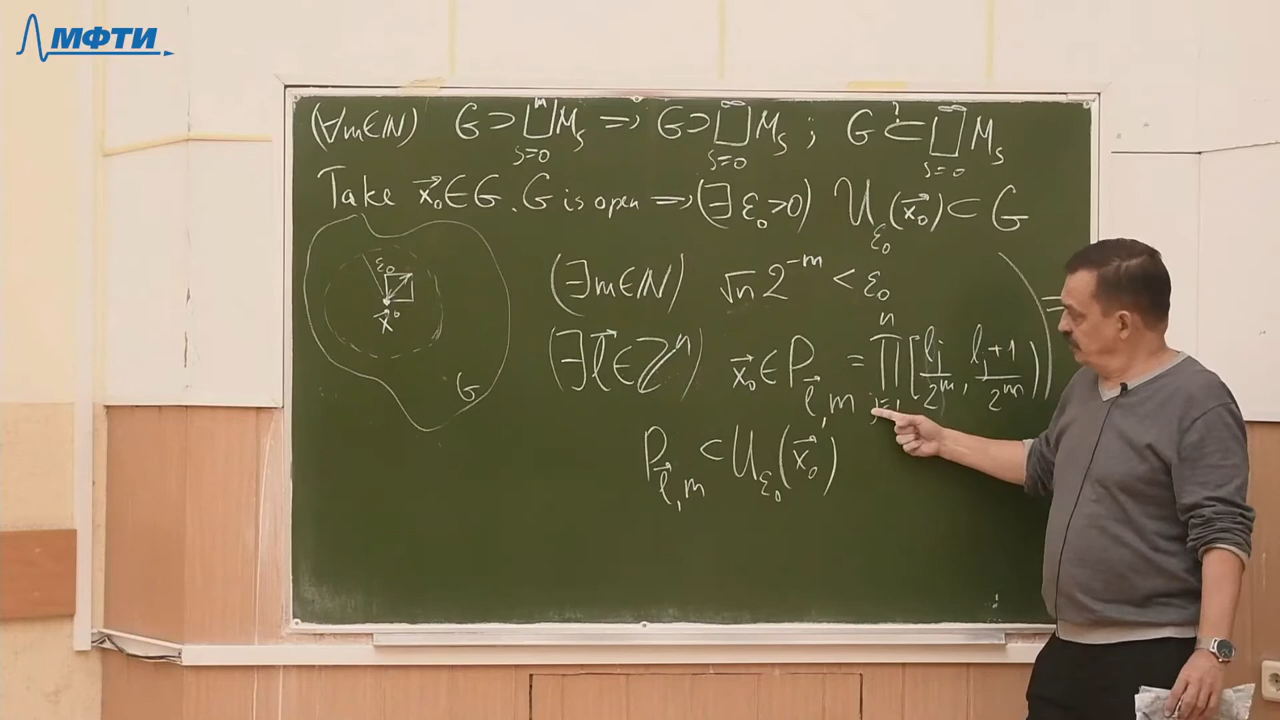 МФТИ
(∀m∈ℕ) G ⊃ ⨆_{s=0}^{m} M_s ⟹ G ⊃ ⨆_{s=0}^{∞} M_s ; G ⊂^? ⨆_{s=0}^{∞} M_s
Take x⃗₀∈G. G is open ⟹ (∃ ε₀>0) U_{ε₀}(x⃗₀) ⊂ G
(∃m∈ℕ) √n 2^{-m} < ε₀
(∃ l⃗∈ℤⁿ) x⃗₀ ∈ P_{l⃗,m} = ∏_{j=1}^{n} [l_j/2^m, (l_j+1)/2^m)
P_{l⃗,m} ⊂ U_{ε₀}(x⃗₀)
ε₀
x⃗₀
G